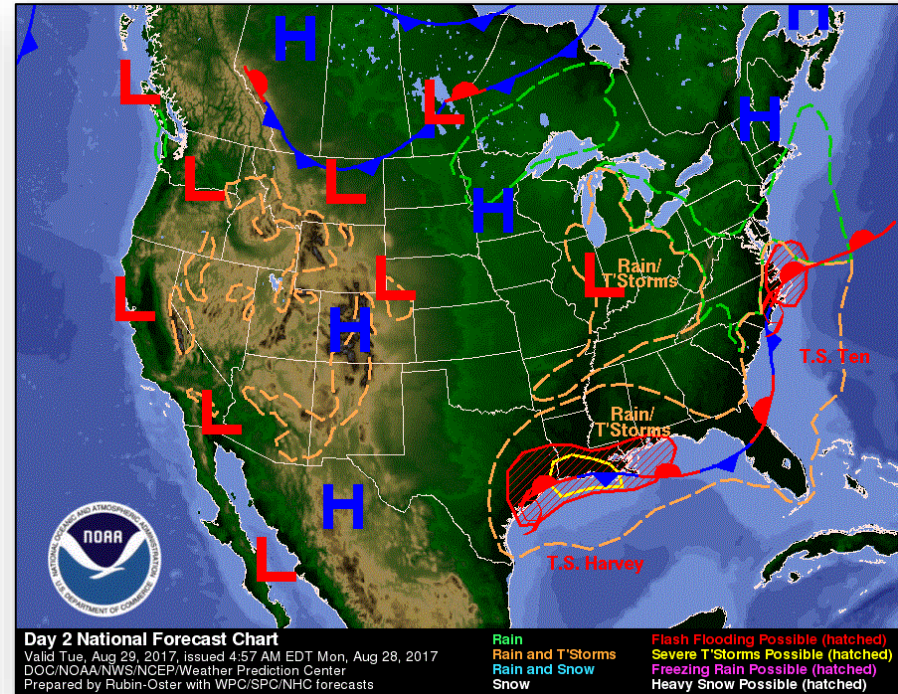 H
H
L
L
H
L
L
H
Rain/
T'Storms
L
L
L
H
T.S. Ten
L
Rain/
T'Storms
H
L
T.S. Harvey
NATIONAL OCEANIC AND ATMOSPHERIC ADMINISTRATION
NOAA
U.S. DEPARTMENT OF COMMERCE
Day 2 National Forecast Chart
Valid Tue, Aug 29, 2017, issued 4:57 AM EDT Mon, Aug 28, 2017
DOC/NOAA/NWS/NCEP/Weather Prediction Center
Prepared by Rubin-Oster with WPC/SPC/NHC forecasts
Rain
Rain and T'Storms
Rain and Snow
Snow
Flash Flooding Possible (hatched)
Severe T'Storms Possible (hatched)
Freezing Rain Possible (hatched)
Heavy Snow Possible (hatched)